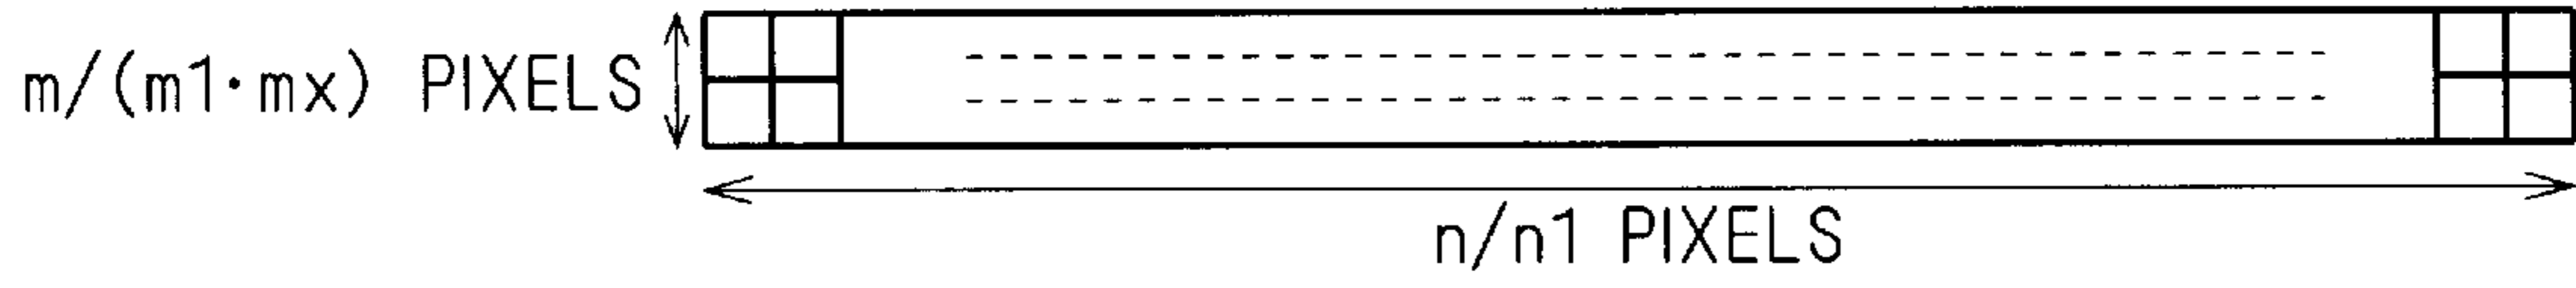 m/(m1·mx) PIXELS
n/n1 PIXELS